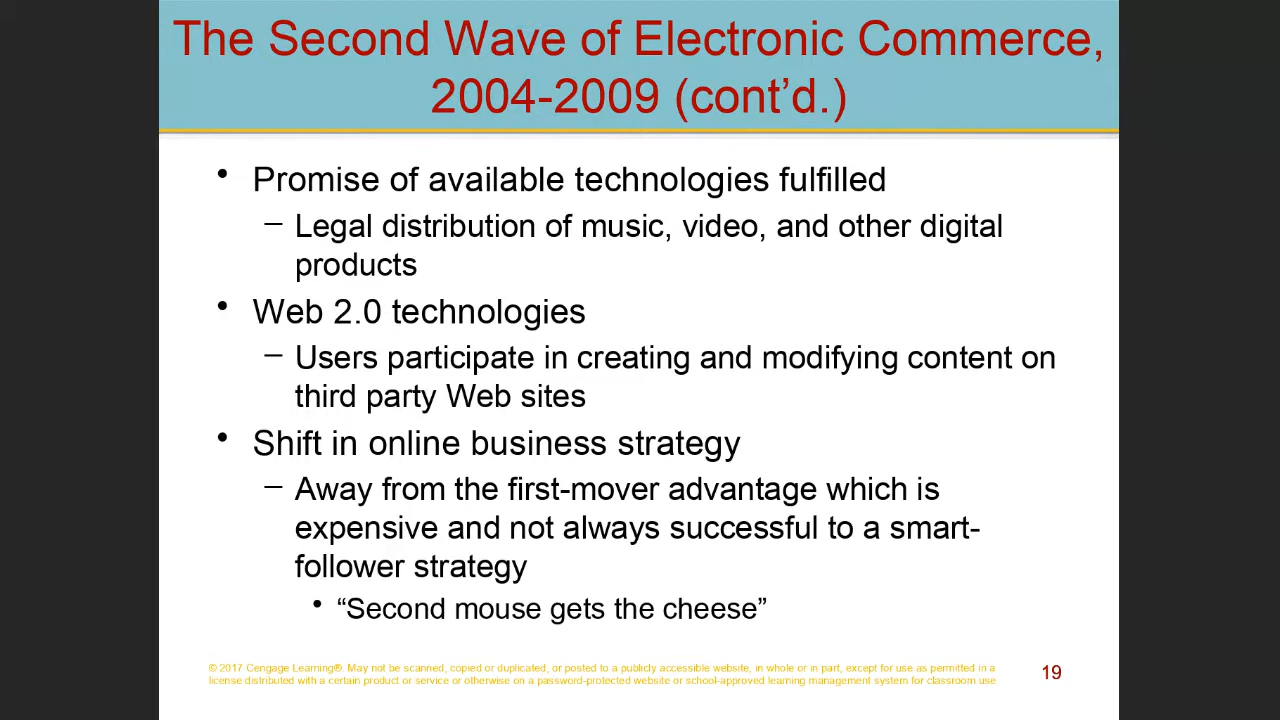 The Second Wave of Electronic Commerce,
2004-2009 (cont’d.)
• Promise of available technologies fulfilled
– Legal distribution of music, video, and other digital
products
• Web 2.0 technologies
– Users participate in creating and modifying content on
third party Web sites
• Shift in online business strategy
– Away from the first-mover advantage which is
expensive and not always successful to a smart-
follower strategy
• “Second mouse gets the cheese”
© 2017 Cengage Learning®. May not be scanned, copied or duplicated, or posted to a publicly accessible website, in whole or in part, except for use as permitted in a
license distributed with a certain product or service or otherwise on a password-protected website or school-approved learning management system for classroom use
19